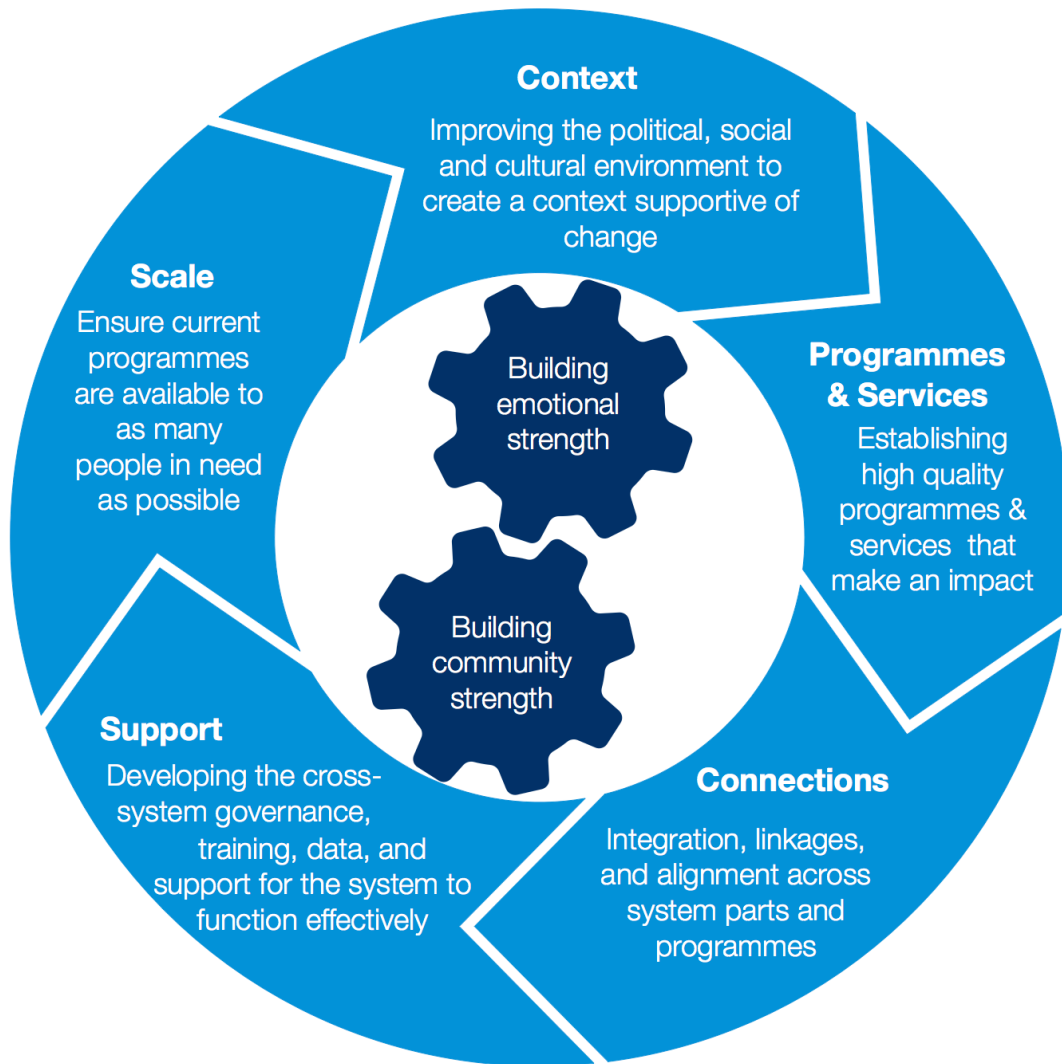 Context
Improving the political, social
and cultural environment to
create a context supportive of
change
Programmes
& Services
Establishing
high quality
programmes &
services that
make an impact
Connections
Integration, linkages,
and alignment across
system parts and
programmes
Support
Developing the cross-
system governance,
training, data, and
support for the system to
function effectively
Scale
Ensure current
programmes
are available to
as many
people in need
as possible
Building
emotional
strength
Building
community
strength